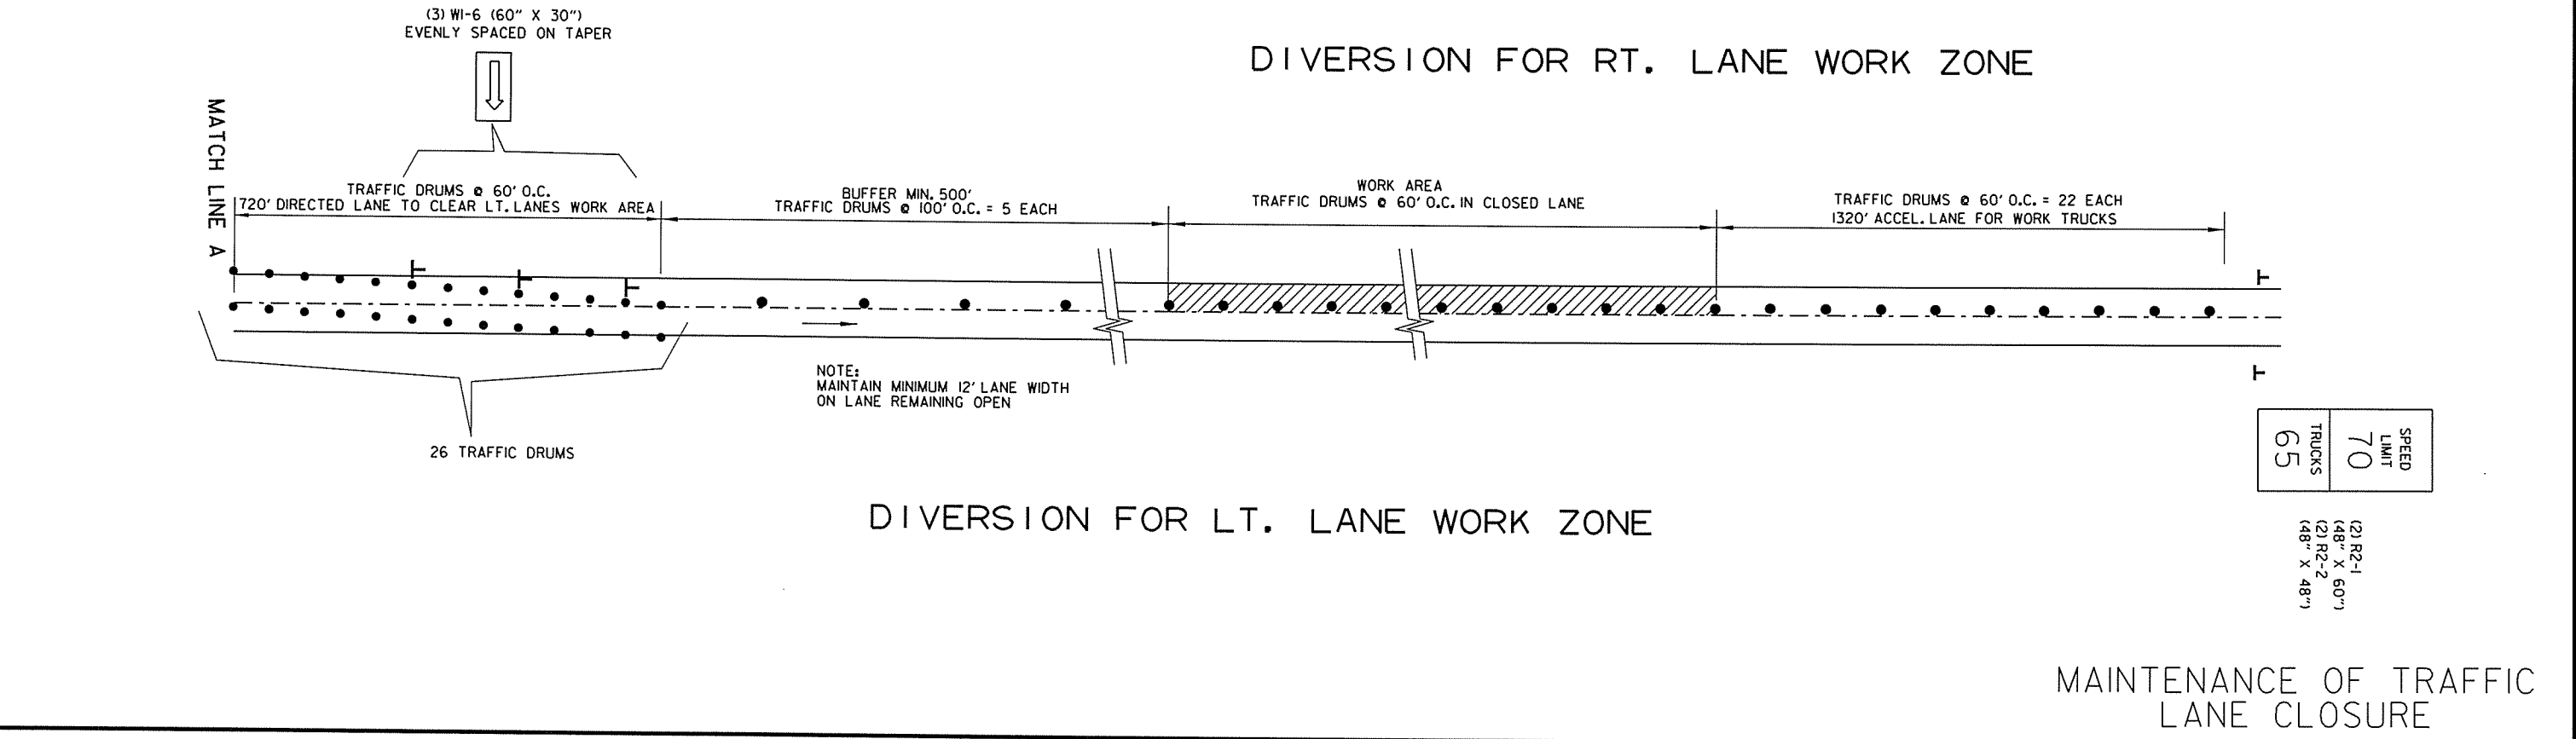 (3) W1-6 (60" X 30")
EVENLY SPACED ON TAPER
DIVERSION FOR RT. LANE WORK ZONE
MATCH LINE A
TRAFFIC DRUMS @ 60' O.C.
720' DIRECTED LANE TO CLEAR LT. LANES WORK AREA
BUFFER MIN. 500'
TRAFFIC DRUMS @ 100' O.C. = 5 EACH
WORK AREA
TRAFFIC DRUMS @ 60' O.C. IN CLOSED LANE
TRAFFIC DRUMS @ 60' O.C. = 22 EACH
1320' ACCEL. LANE FOR WORK TRUCKS
NOTE:
MAINTAIN MINIMUM 12' LANE WIDTH
ON LANE REMAINING OPEN
26 TRAFFIC DRUMS
SPEED
LIMIT
70
TRUCKS
65
(2) R2-1
(48" X 60")
(2) R2-2
(48" X 48")
DIVERSION FOR LT. LANE WORK ZONE
MAINTENANCE OF TRAFFIC
LANE CLOSURE